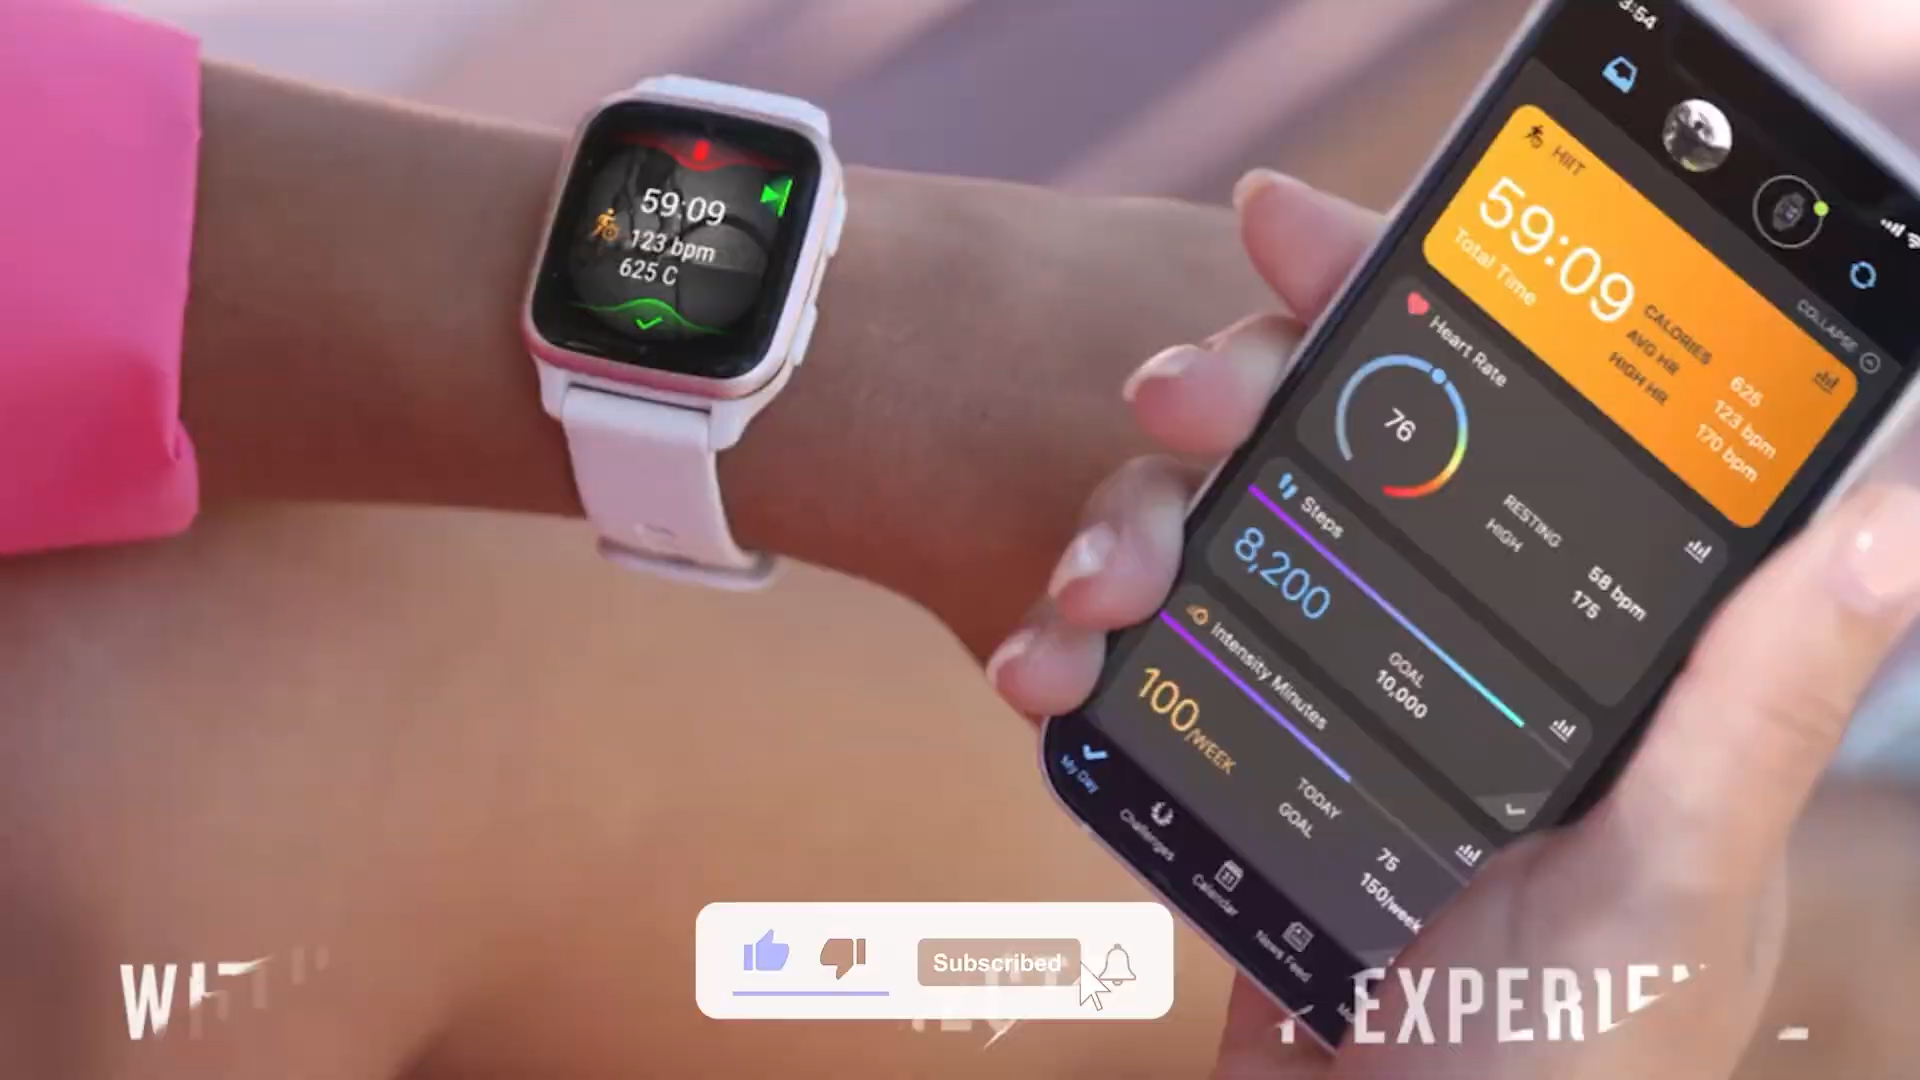 59:09
123 bpm
625 C
3:54
HIIT
59:09
Total Time
CALORIES
625
AVG HR
123 bpm
HIGH HR
170 bpm
COLLAPSE
Heart Rate
76
RESTING
58 bpm
HIGH
175
Steps
8,200
GOAL
10,000
Intensity Minutes
100/WEEK
TODAY
75
GOAL
150/week
My Day
Challenges
Calendar
News Feed
Subscribed